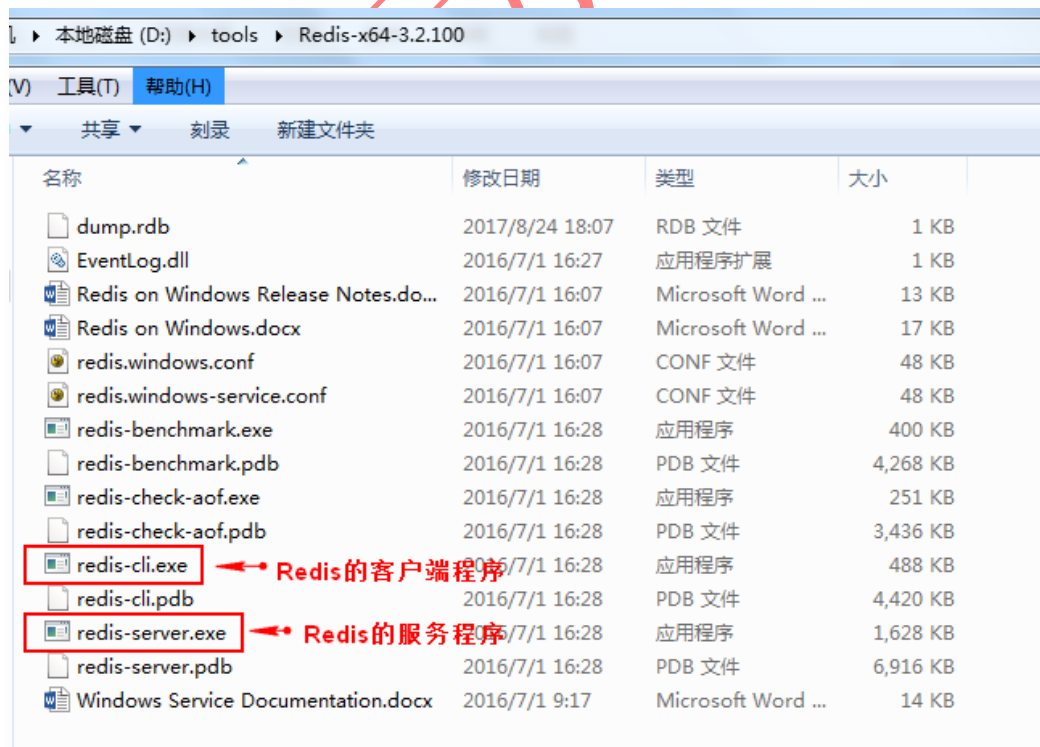 本地磁盘 (D:) tools Redis-x64-3.2.100
(V) 工具(T) 帮助(H)
共享 刻录 新建文件夹
名称 修改日期 类型 大小
dump.rdb 2017/8/24 18:07 RDB 文件 1 KB
EventLog.dll 2016/7/1 16:27 应用程序扩展 1 KB
Redis on Windows Release Notes.do... 2016/7/1 16:07 Microsoft Word ... 13 KB
Redis on Windows.docx 2016/7/1 16:07 Microsoft Word ... 17 KB
redis.windows.conf 2016/7/1 16:07 CONF 文件 48 KB
redis.windows-service.conf 2016/7/1 16:07 CONF 文件 48 KB
redis-benchmark.exe 2016/7/1 16:28 应用程序 400 KB
redis-benchmark.pdb 2016/7/1 16:28 PDB 文件 4,268 KB
redis-check-aof.exe 2016/7/1 16:28 应用程序 251 KB
redis-check-aof.pdb 2016/7/1 16:28 PDB 文件 3,436 KB
redis-cli.exe Redis的客户端程序 /7/1 16:28 应用程序 488 KB
redis-cli.pdb 2016/7/1 16:28 PDB 文件 4,420 KB
redis-server.exe Redis的服务程序 /7/1 16:28 应用程序 1,628 KB
redis-server.pdb 2016/7/1 16:28 PDB 文件 6,916 KB
Windows Service Documentation.docx 2016/7/1 9:17 Microsoft Word ... 14 KB